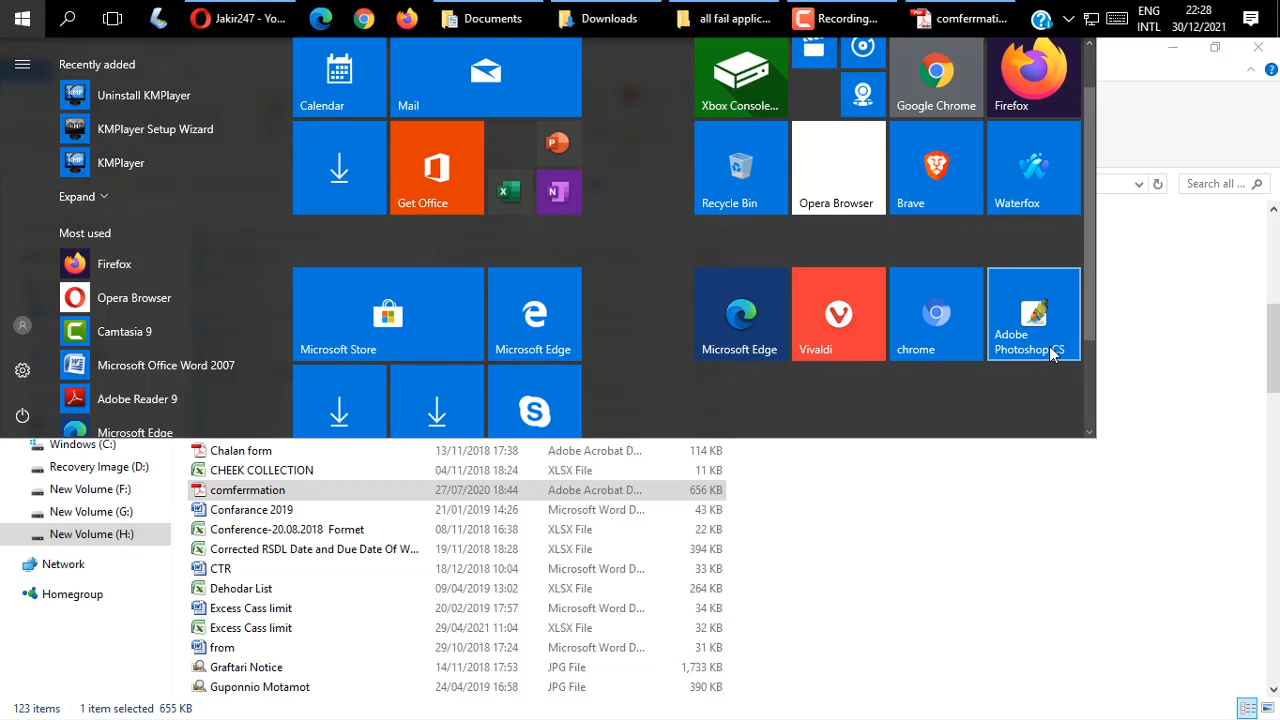 Jakir247 - Yo...
Documents
Downloads
all fail applic...
Recording...
comferrmati...
ENG
INTL
22:28
30/12/2021
Recently added
Uninstall KMPlayer
KMPlayer Setup Wizard
KMPlayer
Expand
Most used
Firefox
Opera Browser
Camtasia 9
Microsoft Office Word 2007
Adobe Reader 9
Microsoft Edge
Calendar
Mail
Get Office
Microsoft Store
Microsoft Edge
Xbox Console...
Google Chrome
Firefox
Recycle Bin
Opera Browser
Brave
Waterfox
Microsoft Edge
Vivaldi
chrome
Adobe
Photoshop CS
Search all ...
Windows (C:)
Recovery Image (D:)
New Volume (F:)
New Volume (G:)
New Volume (H:)
Network
Homegroup
Chalan form 13/11/2018 17:38 Adobe Acrobat D... 114 KB
CHEEK COLLECTION 04/11/2018 18:24 XLSX File 11 KB
comferrmation 27/07/2020 18:44 Adobe Acrobat D... 656 KB
Confarance 2019 21/01/2019 14:26 Microsoft Word D... 43 KB
Conference-20.08.2018 Formet 08/11/2018 16:38 XLSX File 22 KB
Corrected RSDL Date and Due Date Of W... 19/11/2018 18:28 XLSX File 394 KB
CTR 18/12/2018 10:04 Microsoft Word D... 33 KB
Dehodar List 09/04/2019 13:02 XLSX File 264 KB
Excess Cass limit 20/02/2019 17:57 Microsoft Word D... 34 KB
Excess Cass limit 29/04/2021 11:04 XLSX File 32 KB
from 29/10/2018 17:24 Microsoft Word D... 31 KB
Graftari Notice 14/11/2018 17:53 JPG File 1,733 KB
Guponnio Motamot 24/04/2019 16:58 JPG File 390 KB
123 items 1 item selected 655 KB